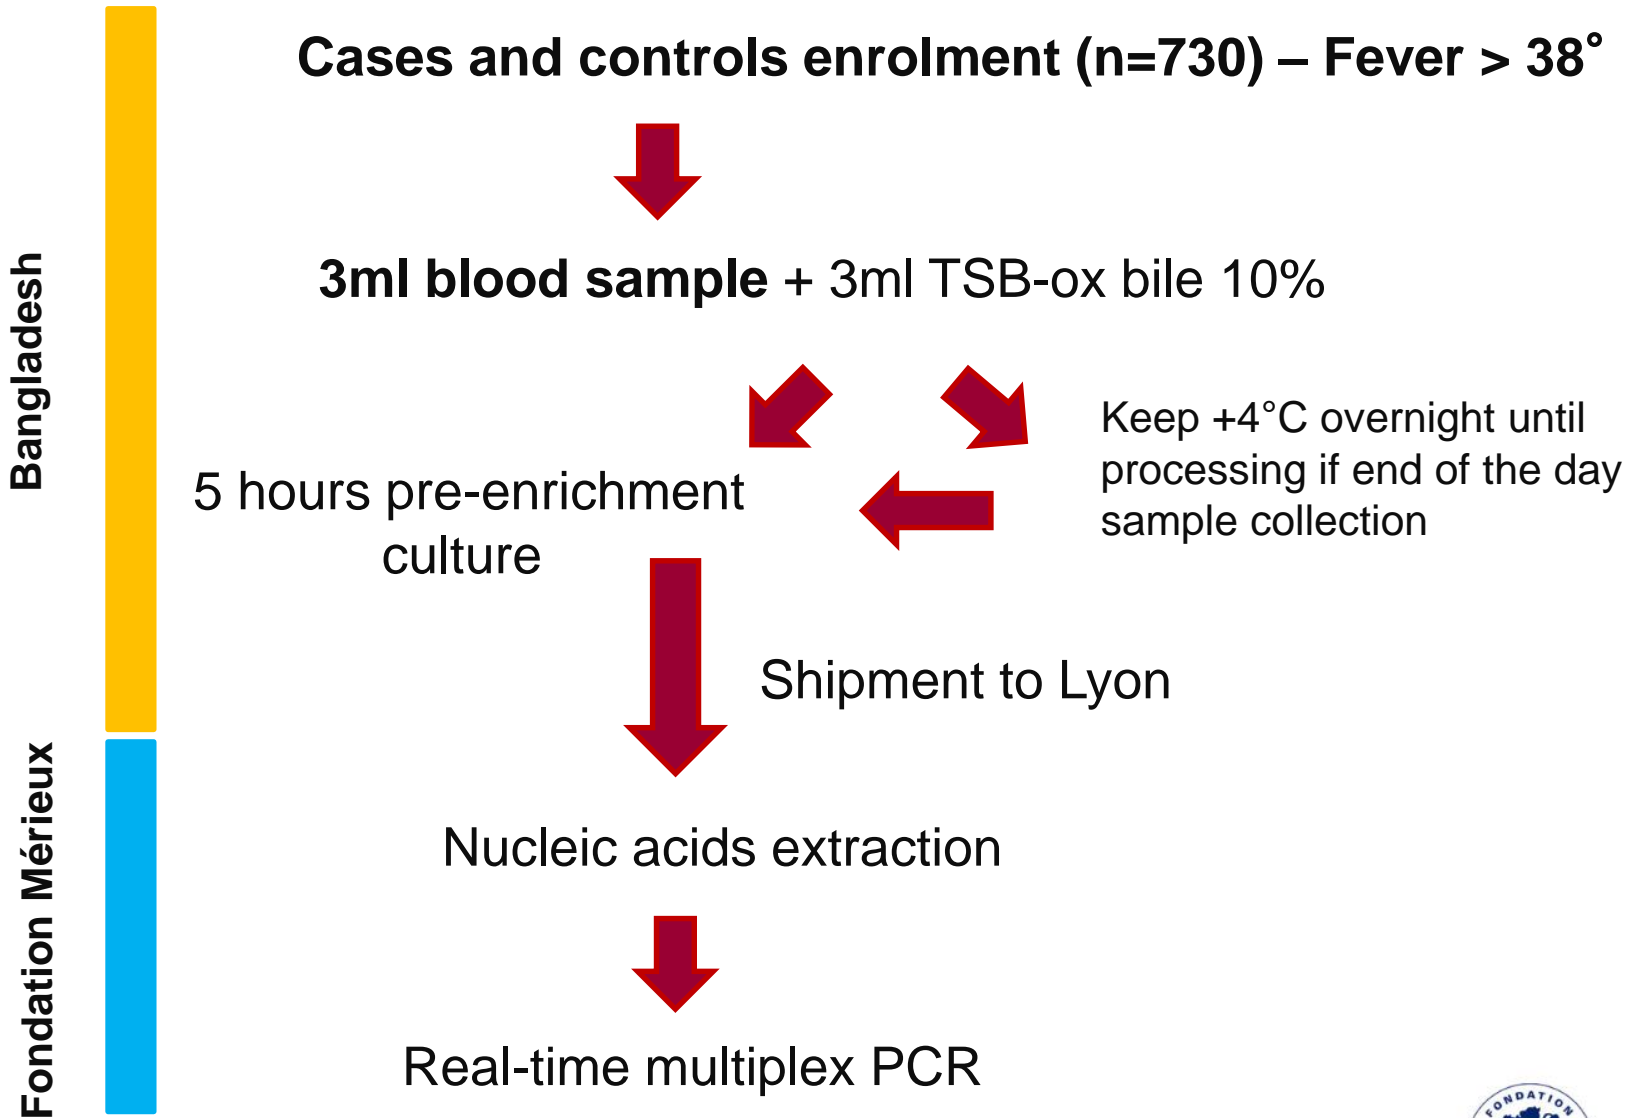 Cases and controls enrolment (n=730) – Fever > 38°
3ml blood sample + 3ml TSB-ox bile 10%
Bangladesh
Keep +4°C overnight until
processing if end of the day
sample collection
5 hours pre-enrichment
culture
Shipment to Lyon
Fondation Mérieux
Nucleic acids extraction
Real-time multiplex PCR
FONDATION